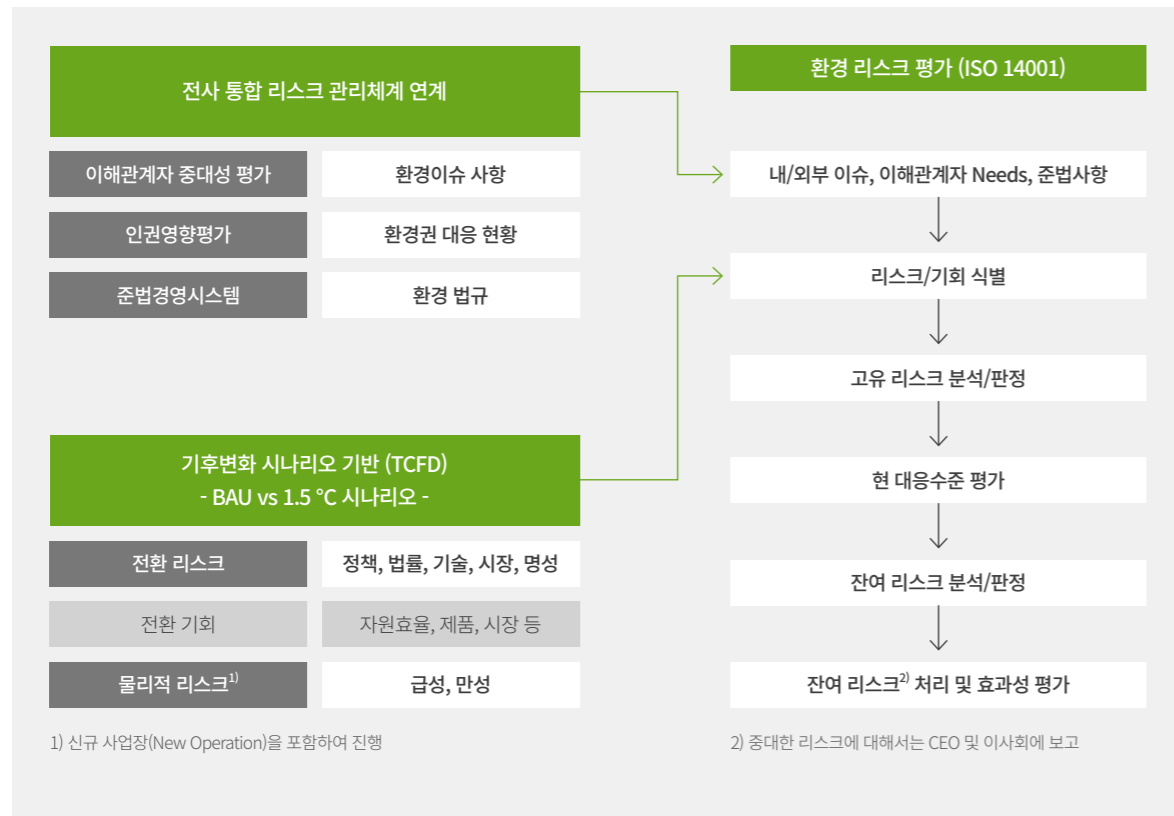 전사 통합 리스크 관리체계 연계
이해관계자 중대성 평가
환경이슈 사항
인권영향평가
환경권 대응 현황
준법경영시스템
환경 법규
기후변화 시나리오 기반 (TCFD)
- BAU vs 1.5 °C 시나리오 -
전환 리스크
정책, 법률, 기술, 시장, 명성
전환 기회
자원효율, 제품, 시장 등
물리적 리스크1)
급성, 만성
1) 신규 사업장(New Operation)을 포함하여 진행
환경 리스크 평가 (ISO 14001)
내/외부 이슈, 이해관계자 Needs, 준법사항
리스크/기회 식별
고유 리스크 분석/판정
현 대응수준 평가
잔여 리스크 분석/판정
잔여 리스크2) 처리 및 효과성 평가
2) 중대한 리스크에 대해서는 CEO 및 이사회에 보고